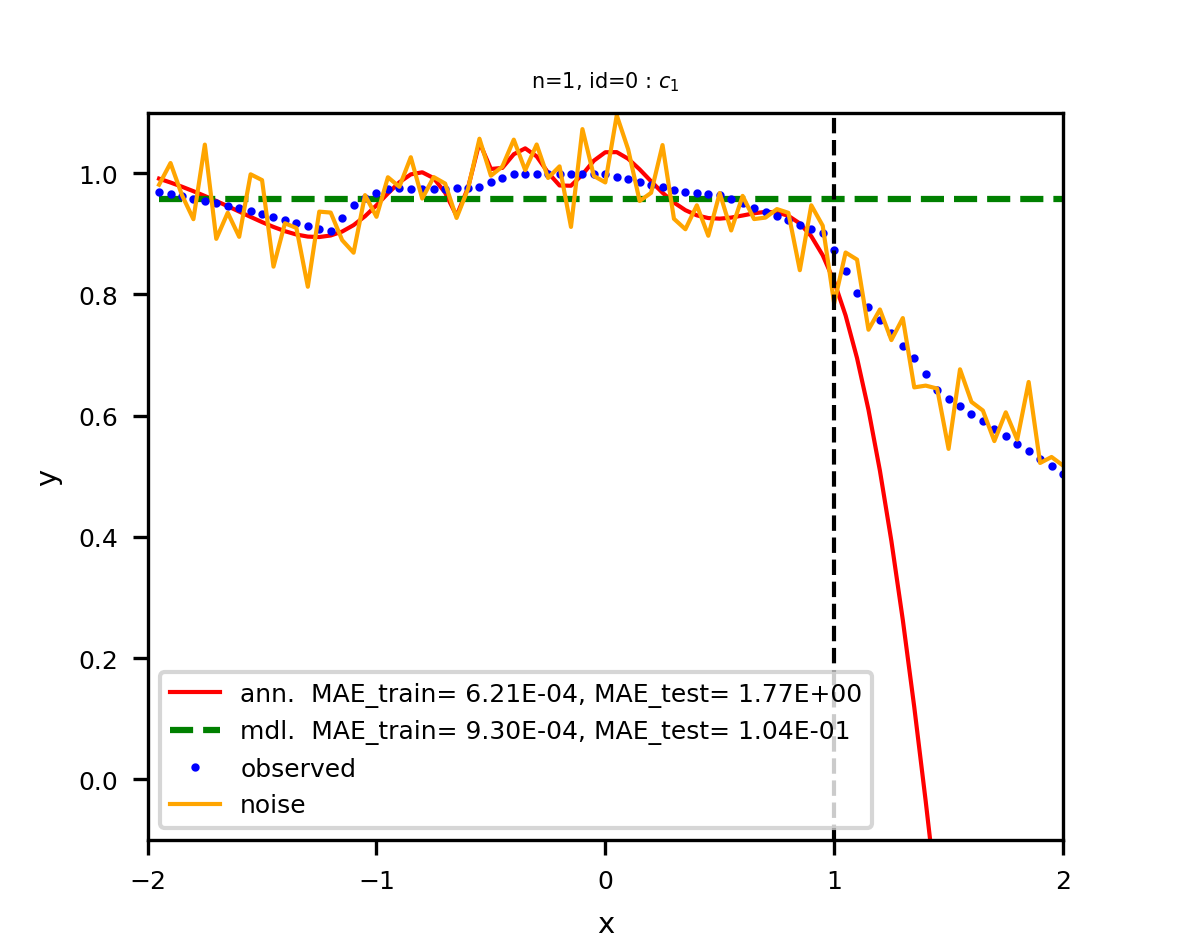 n=1, id=0 : c₁
1.0
0.8
0.6
0.4
0.2
0.0
y
ann. MAE_train= 6.21E-04, MAE_test= 1.77E+00
mdl. MAE_train= 9.30E-04, MAE_test= 1.04E-01
observed
noise
−2
−1
0
1
2
x